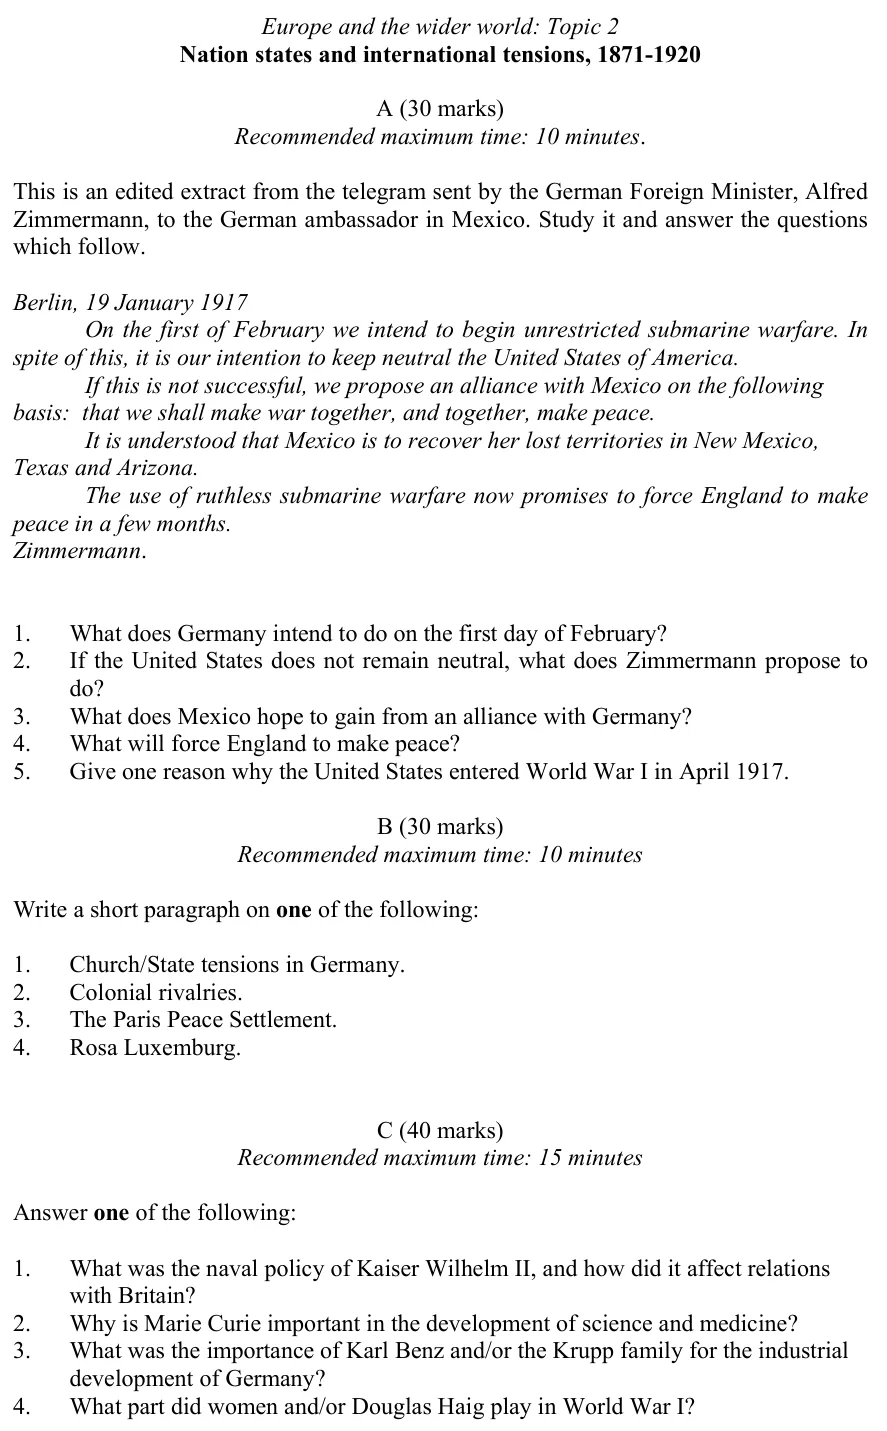 Europe and the wider world: Topic 2
Nation states and international tensions, 1871-1920
A (30 marks)
Recommended maximum time: 10 minutes.
This is an edited extract from the telegram sent by the German Foreign Minister, Alfred
Zimmermann, to the German ambassador in Mexico. Study it and answer the questions
which follow.
Berlin, 19 January 1917
On the first of February we intend to begin unrestricted submarine warfare. In
spite of this, it is our intention to keep neutral the United States of America.
If this is not successful, we propose an alliance with Mexico on the following
basis: that we shall make war together, and together, make peace.
It is understood that Mexico is to recover her lost territories in New Mexico,
Texas and Arizona.
The use of ruthless submarine warfare now promises to force England to make
peace in a few months.
Zimmermann.
1. What does Germany intend to do on the first day of February?
2. If the United States does not remain neutral, what does Zimmermann propose to
do?
3. What does Mexico hope to gain from an alliance with Germany?
4. What will force England to make peace?
5. Give one reason why the United States entered World War I in April 1917.
B (30 marks)
Recommended maximum time: 10 minutes
Write a short paragraph on one of the following:
1. Church/State tensions in Germany.
2. Colonial rivalries.
3. The Paris Peace Settlement.
4. Rosa Luxemburg.
C (40 marks)
Recommended maximum time: 15 minutes
Answer one of the following:
1. What was the naval policy of Kaiser Wilhelm II, and how did it affect relations
with Britain?
2. Why is Marie Curie important in the development of science and medicine?
3. What was the importance of Karl Benz and/or the Krupp family for the industrial
development of Germany?
4. What part did women and/or Douglas Haig play in World War I?